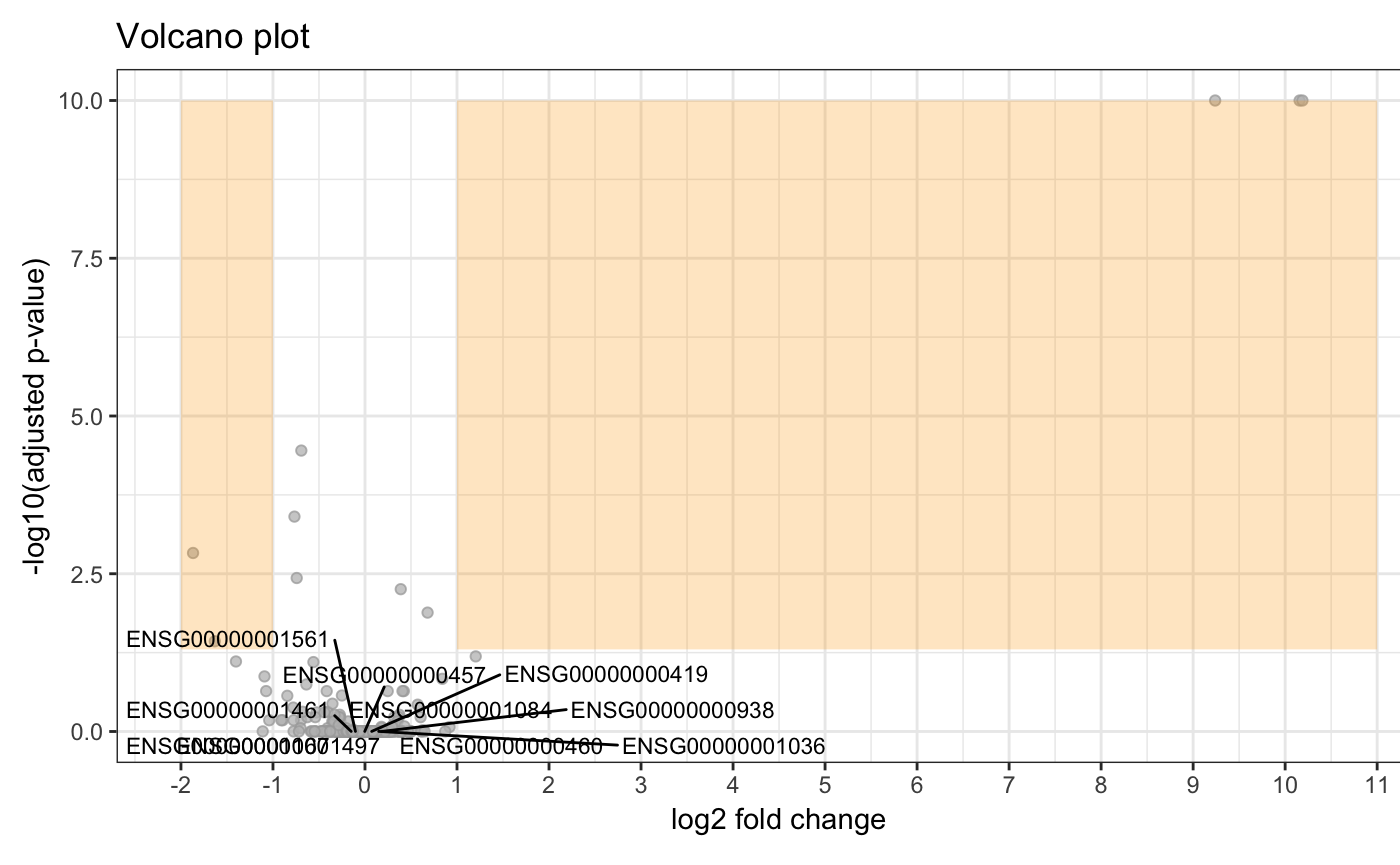 Volcano plot
-log10(adjusted p-value)
10.0
7.5
5.0
2.5
0.0
ENSG00000001561
ENSG00000000457
ENSG00000000419
ENSG00000001461
ENSG00000001084
ENSG00000000938
ENSG00000001497
ENSG00000000460
ENSG00000001036
-2 -1 0 1 2 3 4 5 6 7 8 9 10 11
log2 fold change